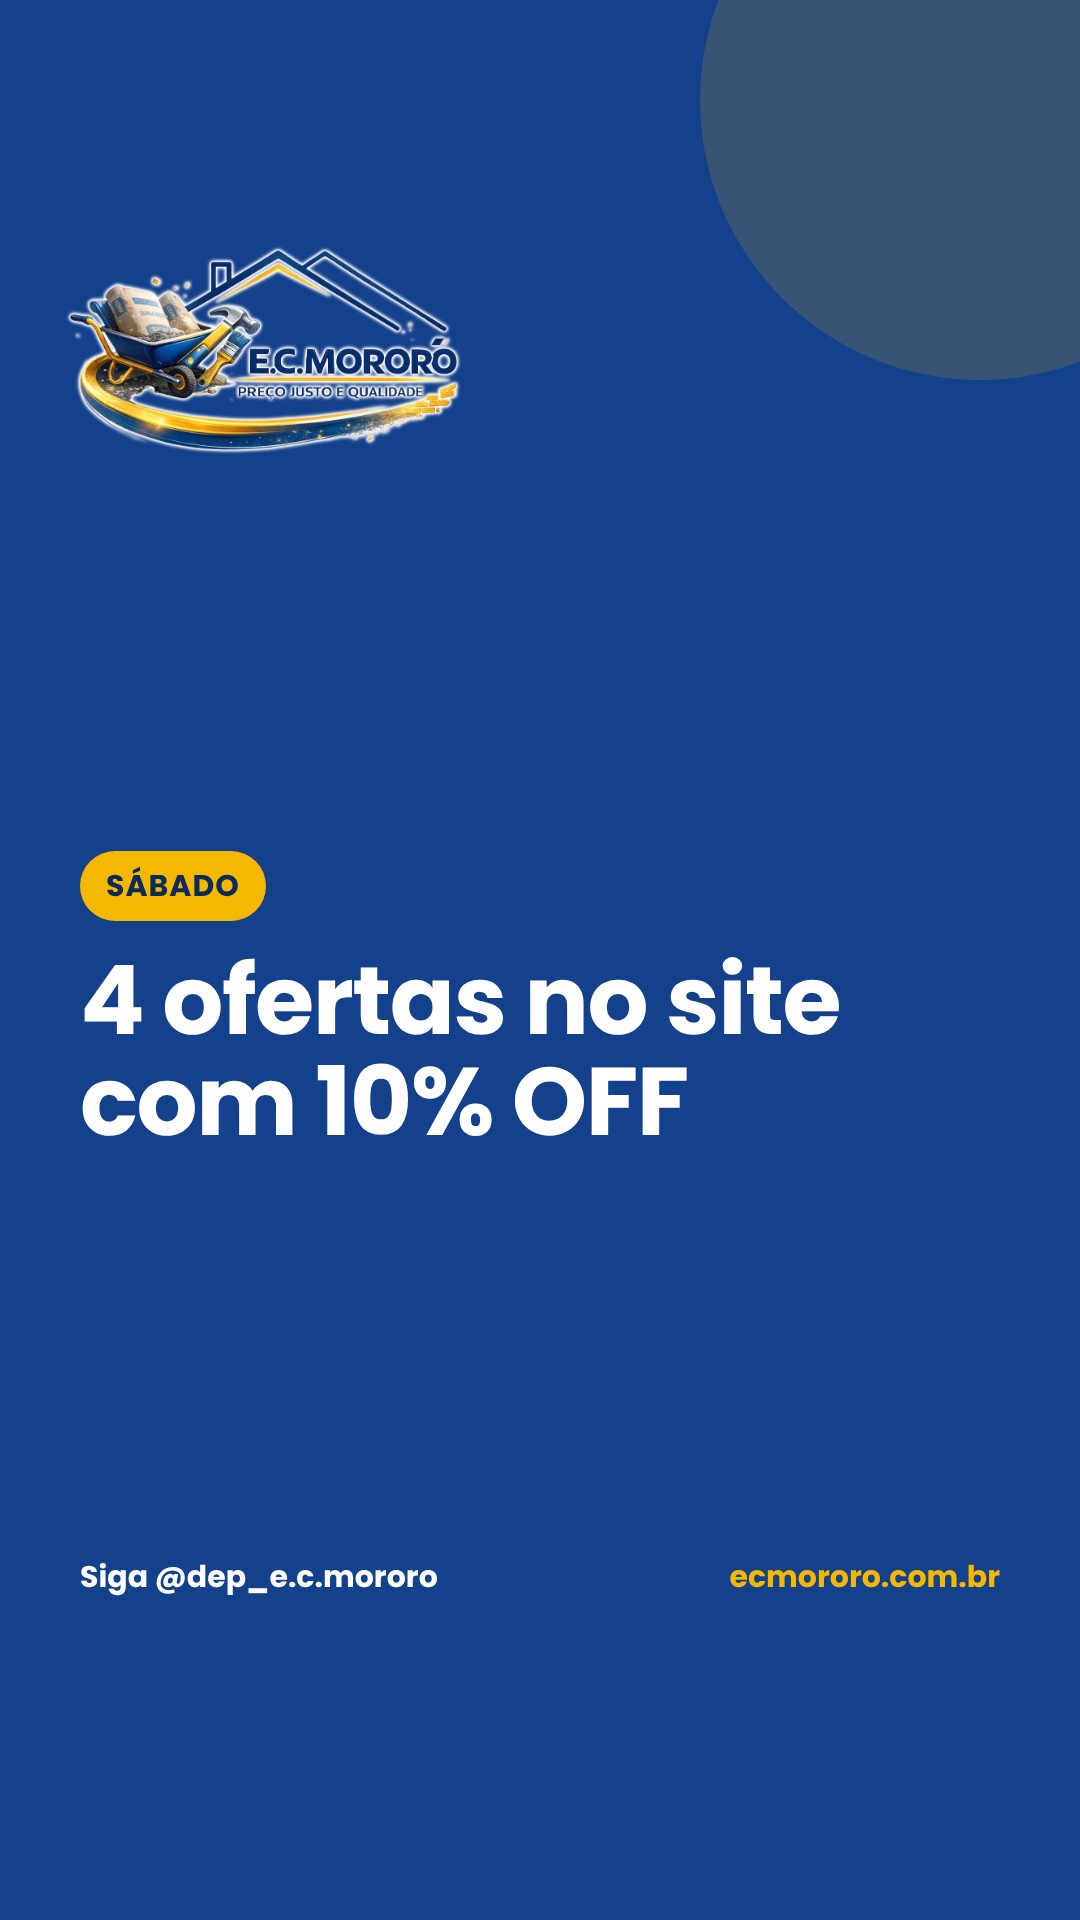 E.C.MORORÓ
PREÇO JUSTO E QUALIDADE
SÁBADO
4 ofertas no site
com 10% OFF
Siga @dep_e.c.mororo
ecmororo.com.br